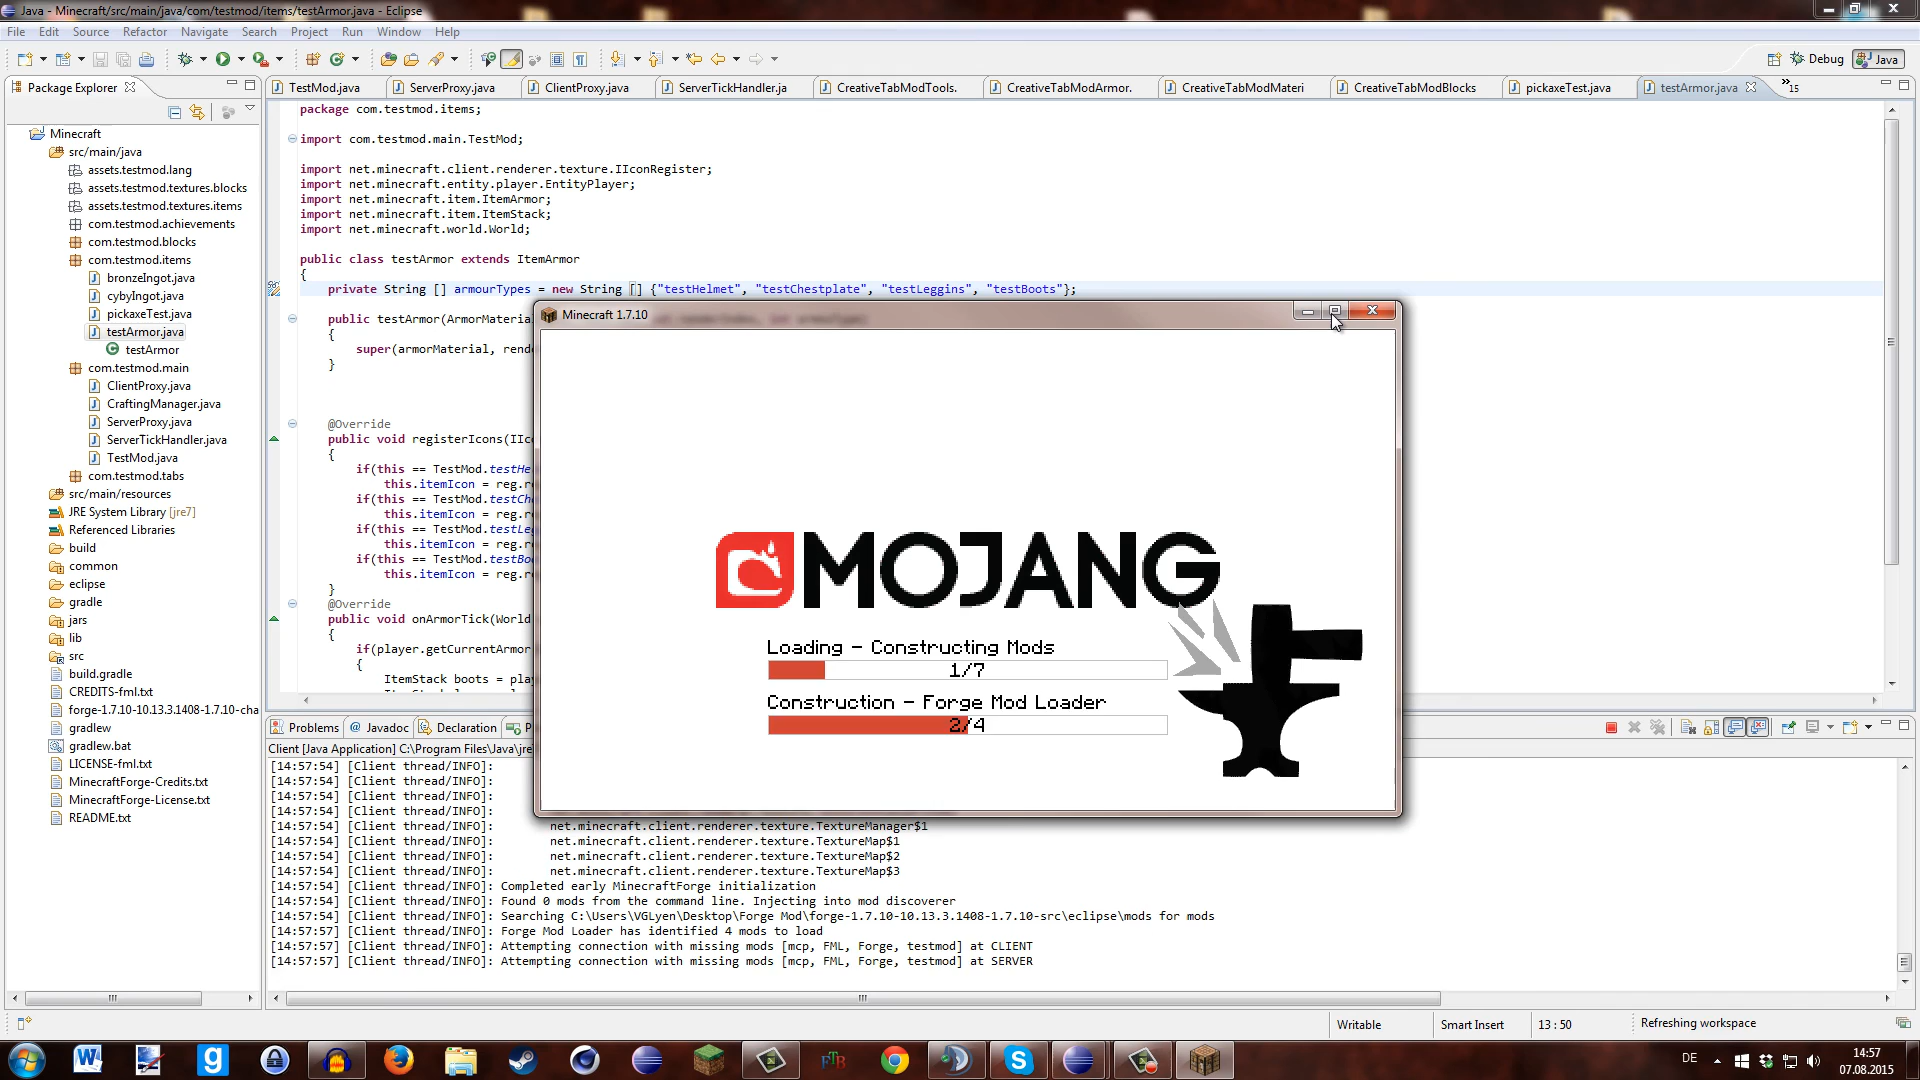 Java - Minecraft/src/main/java/com/testmod/items/testArmor.java - Eclipse
File Edit Source Refactor Navigate Search Project Run Window Help
Debug Java
Package Explorer
TestMod.java ServerProxy.java ClientProxy.java ServerTickHandler.ja CreativeTabModTools. CreativeTabModArmor. CreativeTabModMateri CreativeTabModBlocks pickaxeTest.java testArmor.java 15
Minecraft
src/main/java
assets.testmod.lang
assets.testmod.textures.blocks
assets.testmod.textures.items
com.testmod.achievements
com.testmod.blocks
com.testmod.items
bronzeIngot.java
cybyIngot.java
pickaxeTest.java
testArmor.java
testArmor
com.testmod.main
ClientProxy.java
CraftingManager.java
ServerProxy.java
ServerTickHandler.java
TestMod.java
com.testmod.tabs
src/main/resources
JRE System Library [jre7]
Referenced Libraries
build
common
eclipse
gradle
jars
lib
src
build.gradle
CREDITS-fml.txt
forge-1.7.10-10.13.3.1408-1.7.10-cha
gradlew
gradlew.bat
LICENSE-fml.txt
MinecraftForge-Credits.txt
MinecraftForge-License.txt
README.txt
package com.testmod.items;
import com.testmod.main.TestMod;
import net.minecraft.client.renderer.texture.IIconRegister;
import net.minecraft.entity.player.EntityPlayer;
import net.minecraft.item.ItemArmor;
import net.minecraft.item.ItemStack;
import net.minecraft.world.World;
public class testArmor extends ItemArmor
{
private String [] armourTypes = new String [] {"testHelmet", "testChestplate", "testLeggins", "testBoots"};
public testArmor(ArmorMateria
{
super(armorMaterial, rend
}
@Override
public void registerIcons(IIc
{
if(this == TestMod.testHe
this.itemIcon = reg.r
if(this == TestMod.testCh
this.itemIcon = reg.r
if(this == TestMod.testLe
this.itemIcon = reg.r
if(this == TestMod.testBo
this.itemIcon = reg.r
}
@Override
public void onArmorTick(World
{
if(player.getCurrentArmor
{
ItemStack boots = pla
Minecraft 1.7.10
MOJANG
Loading - Constructing Mods
1/7
Construction - Forge Mod Loader
2/4
Problems Javadoc Declaration P
Client [Java Application] C:\Program Files\Java\jre
[14:57:54] [Client thread/INFO]:
[14:57:54] [Client thread/INFO]:
[14:57:54] [Client thread/INFO]:
[14:57:54] [Client thread/INFO]:
[14:57:54] [Client thread/INFO]: net.minecraft.client.renderer.texture.TextureManager$1
[14:57:54] [Client thread/INFO]: net.minecraft.client.renderer.texture.TextureMap$1
[14:57:54] [Client thread/INFO]: net.minecraft.client.renderer.texture.TextureMap$2
[14:57:54] [Client thread/INFO]: net.minecraft.client.renderer.texture.TextureMap$3
[14:57:54] [Client thread/INFO]: Completed early MinecraftForge initialization
[14:57:54] [Client thread/INFO]: Found 0 mods from the command line. Injecting into mod discoverer
[14:57:54] [Client thread/INFO]: Searching C:\Users\VGLyen\Desktop\Forge Mod\forge-1.7.10-10.13.3.1408-1.7.10-src\eclipse\mods for mods
[14:57:57] [Client thread/INFO]: Forge Mod Loader has identified 4 mods to load
[14:57:57] [Client thread/INFO]: Attempting connection with missing mods [mcp, FML, Forge, testmod] at CLIENT
[14:57:57] [Client thread/INFO]: Attempting connection with missing mods [mcp, FML, Forge, testmod] at SERVER
Writable Smart Insert 13 : 50 Refreshing workspace
FTB
DE
14:57
07.08.2015